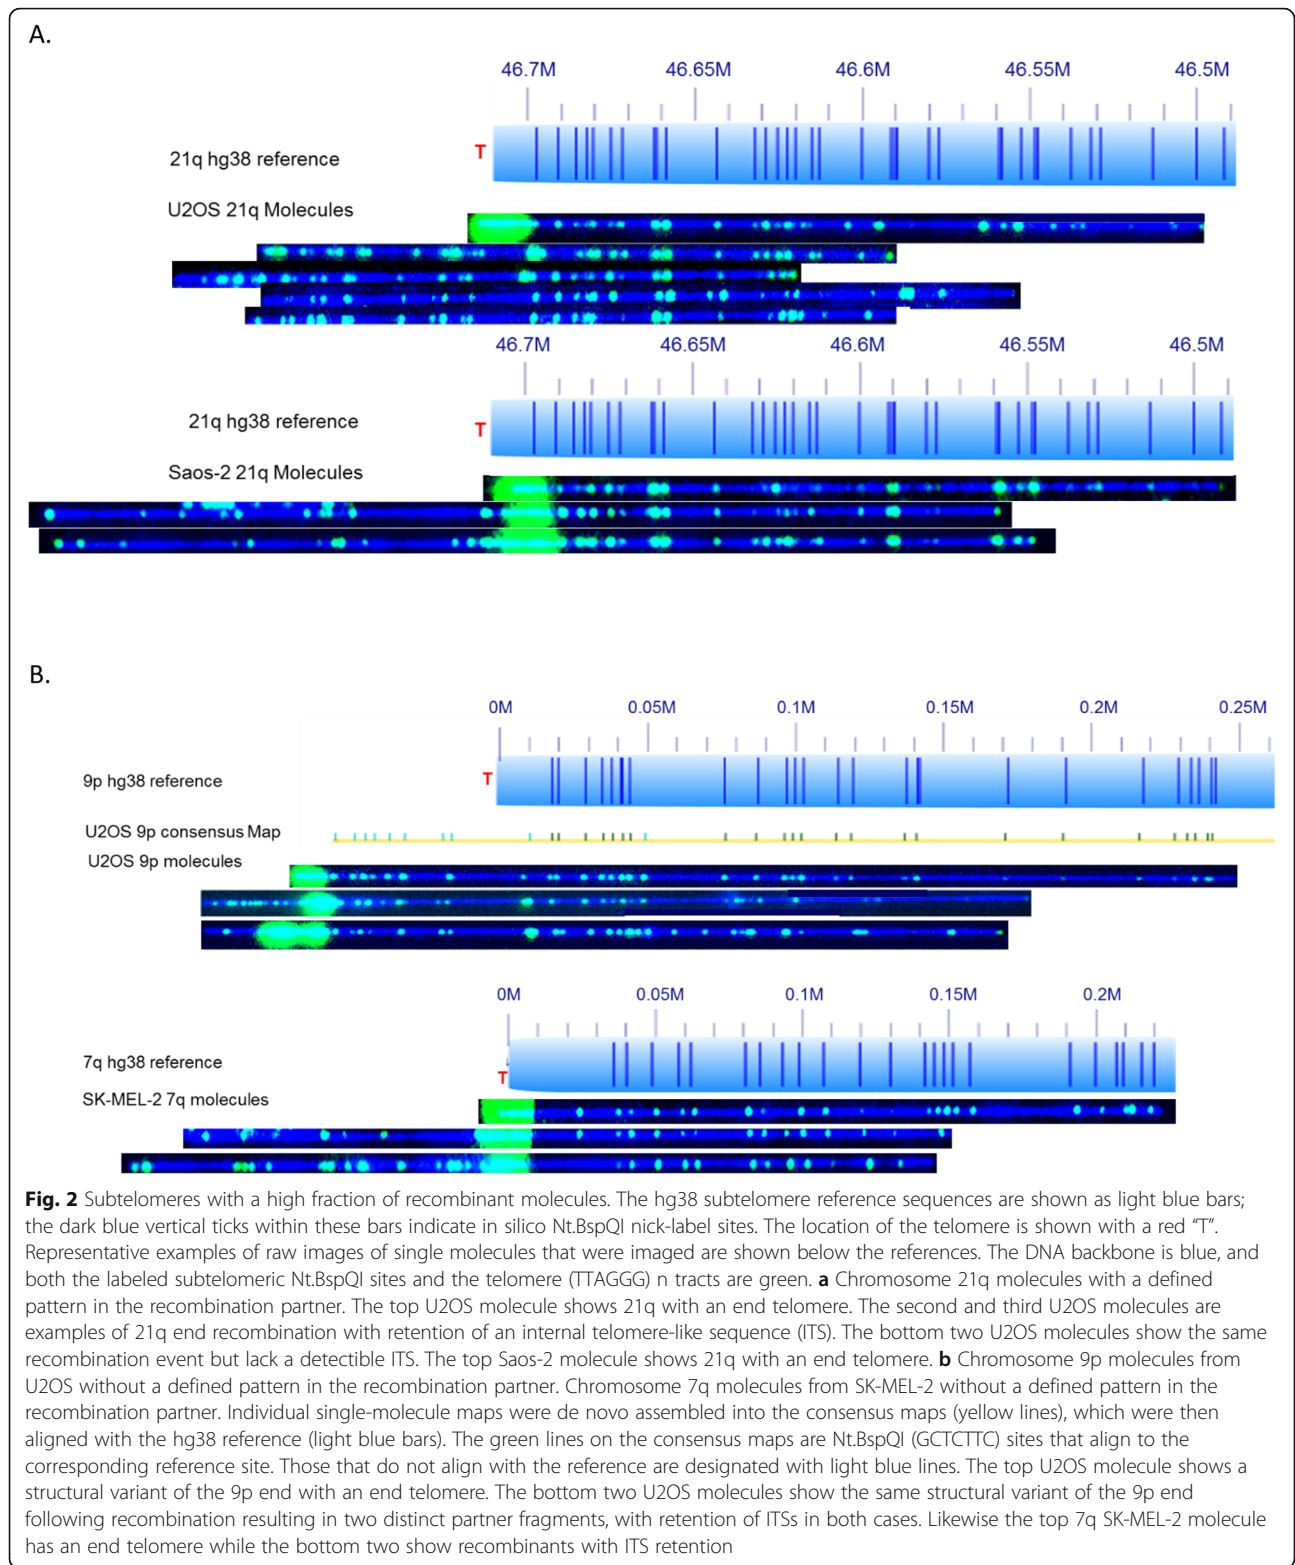 A.
46.7M 46.65M 46.6M 46.55M 46.5M
T
21q hg38 reference
U2OS 21q Molecules
46.7M 46.65M 46.6M 46.55M 46.5M
21q hg38 reference
T
Saos-2 21q Molecules
B.
0M 0.05M 0.1M 0.15M 0.2M 0.25M
9p hg38 reference
T
U2OS 9p consensus Map
U2OS 9p molecules
0M 0.05M 0.1M 0.15M 0.2M
7q hg38 reference
T
SK-MEL-2 7q molecules
Fig. 2 Subtelomeres with a high fraction of recombinant molecules. The hg38 subtelomere reference sequences are shown as light blue bars;
the dark blue vertical ticks within these bars indicate in silico Nt.BspQI nick-label sites. The location of the telomere is shown with a red “T”.
Representative examples of raw images of single molecules that were imaged are shown below the references. The DNA backbone is blue, and
both the labeled subtelomeric Nt.BspQI sites and the telomere (TTAGGG) n tracts are green. a Chromosome 21q molecules with a defined
pattern in the recombination partner. The top U2OS molecule shows 21q with an end telomere. The second and third U2OS molecules are
examples of 21q end recombination with retention of an internal telomere-like sequence (ITS). The bottom two U2OS molecules show the same
recombination event but lack a detectible ITS. The top Saos-2 molecule shows 21q with an end telomere. b Chromosome 9p molecules from
U2OS without a defined pattern in the recombination partner. Chromosome 7q molecules from SK-MEL-2 without a defined pattern in the
recombination partner. Individual single-molecule maps were de novo assembled into the consensus maps (yellow lines), which were then
aligned with the hg38 reference (light blue bars). The green lines on the consensus maps are Nt.BspQI (GCTCTTC) sites that align to the
corresponding reference site. Those that do not align with the reference are designated with light blue lines. The top U2OS molecule shows a
structural variant of the 9p end with an end telomere. The bottom two U2OS molecules show the same structural variant of the 9p end
following recombination resulting in two distinct partner fragments, with retention of ITSs in both cases. Likewise the top 7q SK-MEL-2 molecule
has an end telomere while the bottom two show recombinants with ITS retention